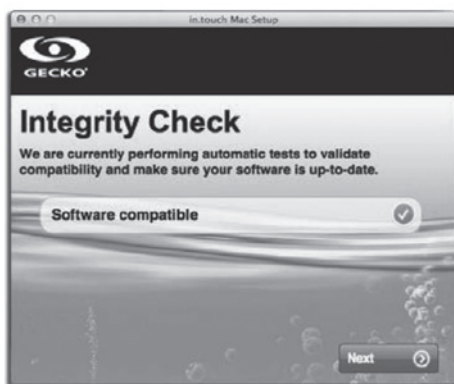 in.touch Mac Setup
GECKO®
Integrity Check
We are currently performing automatic tests to validate
compatibility and make sure your software is up-to-date.
Software compatible
Next